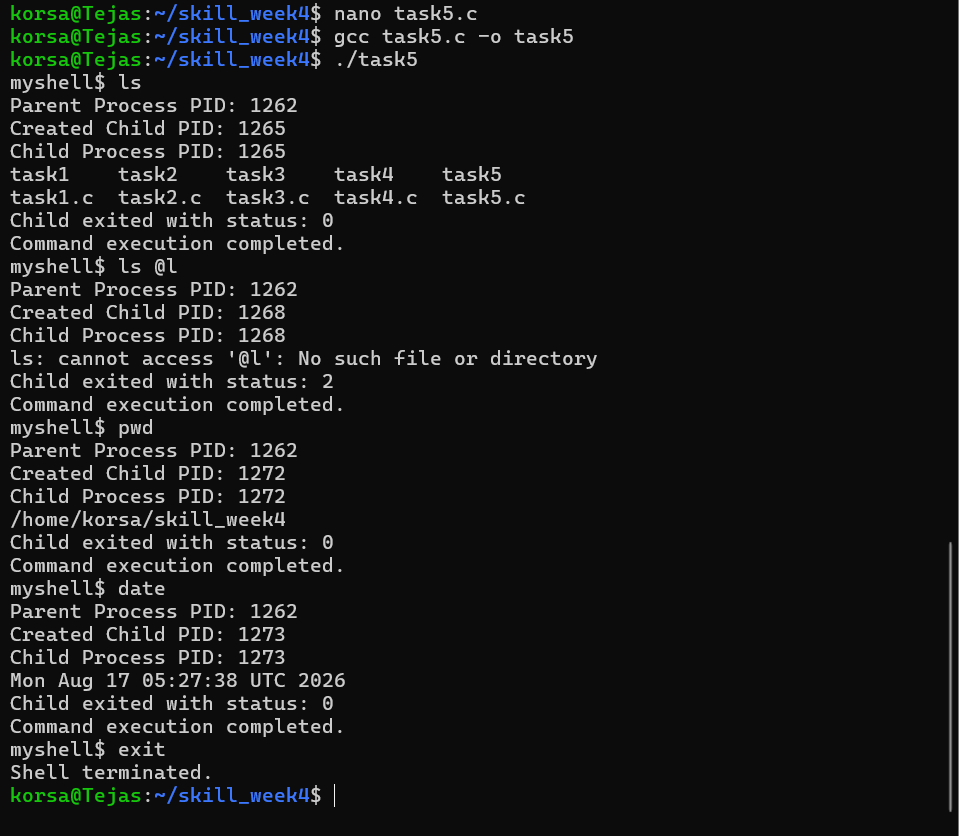 korsa@Tejas:~/skill_week4$ nano task5.c
korsa@Tejas:~/skill_week4$ gcc task5.c -o task5
korsa@Tejas:~/skill_week4$ ./task5
myshell$ ls
Parent Process PID: 1262
Created Child PID: 1265
Child Process PID: 1265
task1    task2    task3    task4    task5
task1.c  task2.c  task3.c  task4.c  task5.c
Child exited with status: 0
Command execution completed.
myshell$ ls @l
Parent Process PID: 1262
Created Child PID: 1268
Child Process PID: 1268
ls: cannot access '@l': No such file or directory
Child exited with status: 2
Command execution completed.
myshell$ pwd
Parent Process PID: 1262
Created Child PID: 1272
Child Process PID: 1272
/home/korsa/skill_week4
Child exited with status: 0
Command execution completed.
myshell$ date
Parent Process PID: 1262
Created Child PID: 1273
Child Process PID: 1273
Mon Aug 17 05:27:38 UTC 2026
Child exited with status: 0
Command execution completed.
myshell$ exit
Shell terminated.
korsa@Tejas:~/skill_week4$